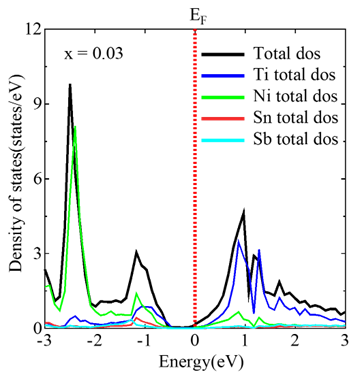 E_F
12
x = 0.03
Total dos
Ti total dos
Ni total dos
Sn total dos
Sb total dos
9
6
3
0
Density of states(states/eV)
-3 -2 -1 0 1 2 3
Energy(eV)